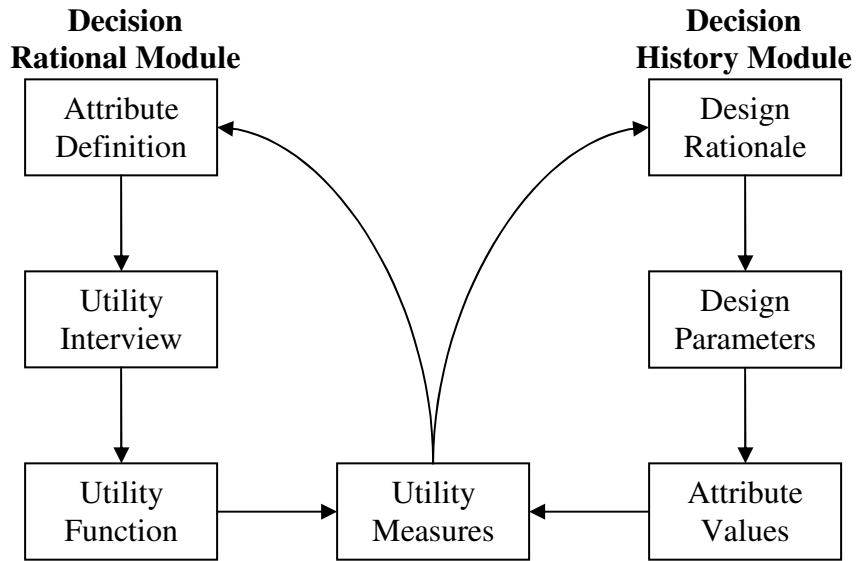 Decision
Rational Module
Attribute
Definition
Utility
Interview
Utility
Function
Utility
Measures
Decision
History Module
Design
Rationale
Design
Parameters
Attribute
Values